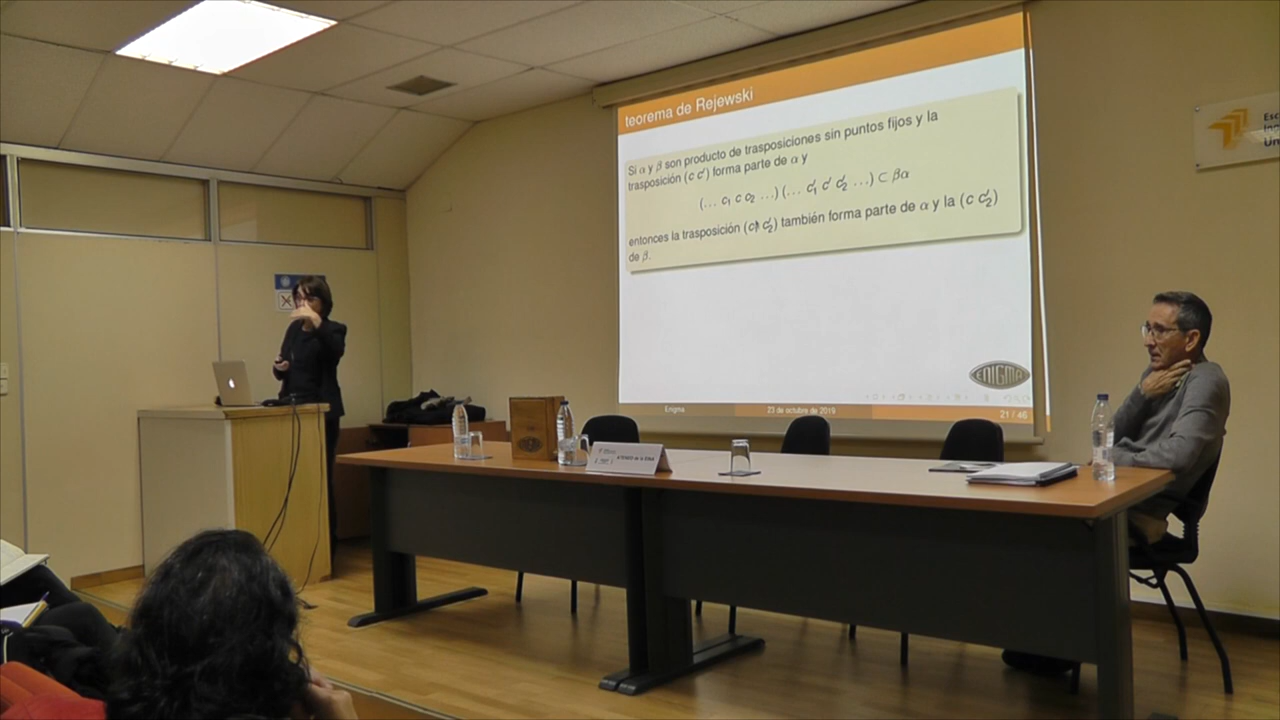 teorema de Rejewski
Si α y β son producto de trasposiciones sin puntos fijos y la
trasposición (c c') forma parte de α y
(… c₁ c c₂ …) (… c'₁ c' c'₂ …) ⊂ βα
entonces la trasposición (c₁ c'₂) también forma parte de α y la (c c'₂)
de β.
ENIGMA
Enigma
23 de octubre de 2019
21 / 46